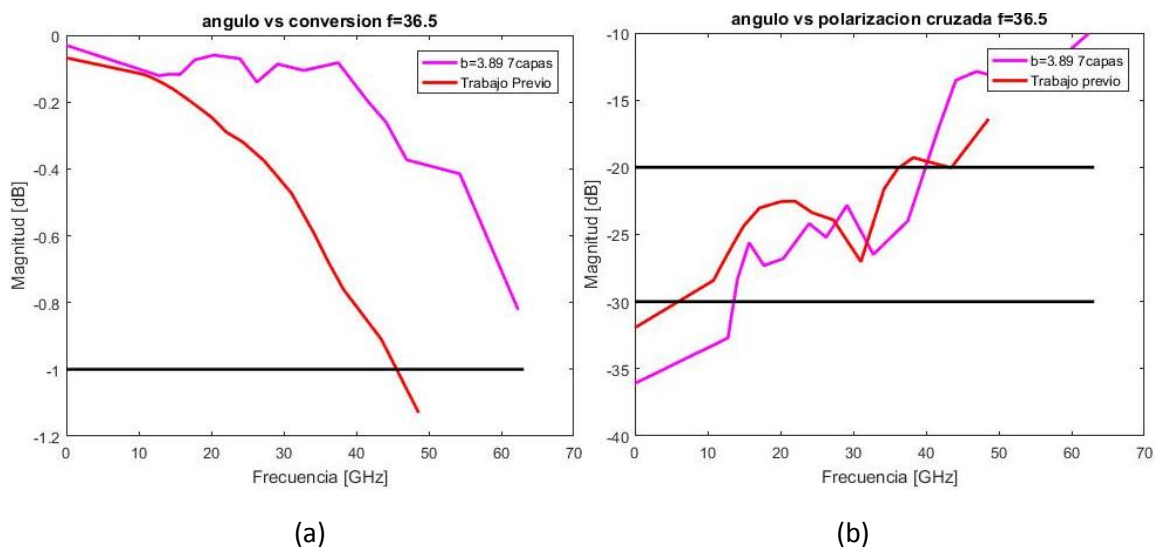 angulo vs conversion f=36.5
0
-0.2
-0.4
-0.6
-0.8
-1
-1.2
Magnitud [dB]
b=3.89 7capas
Trabajo Previo
0 10 20 30 40 50 60 70
Frecuencia [GHz]
(a)
angulo vs polarizacion cruzada f=36.5
-10
-15
-20
-25
-30
-35
-40
Magnitud [dB]
b=3.89 7capas
Trabajo previo
0 10 20 30 40 50 60 70
Frecuencia [GHz]
(b)